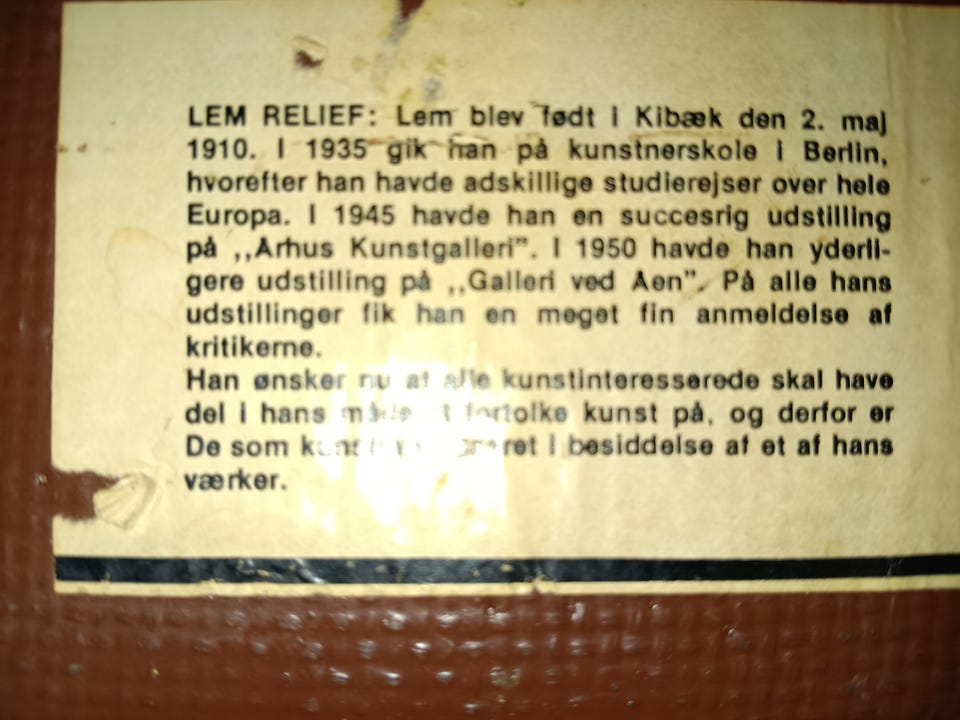 LEM RELIEF: Lem blev født i Kibæk den 2. maj
1910. I 1935 gik han på kunstnerskole i Berlin,
hvorefter han havde adskillige studierejser over hele
Europa. I 1945 havde han en succesrig udstilling
på ,,Arhus Kunstgalleri”. I 1950 havde han yderli-
gere udstilling på ,,Galleri ved Aen”. På alle hans
udstillinger fik han en meget fin anmeldelse af
kritikerne.
Han ønsker nu at alle kunstinteresserede skal have
del i hans måde at fortolke kunst på, og derfor er
De som i besiddelse af et af hans
værker.